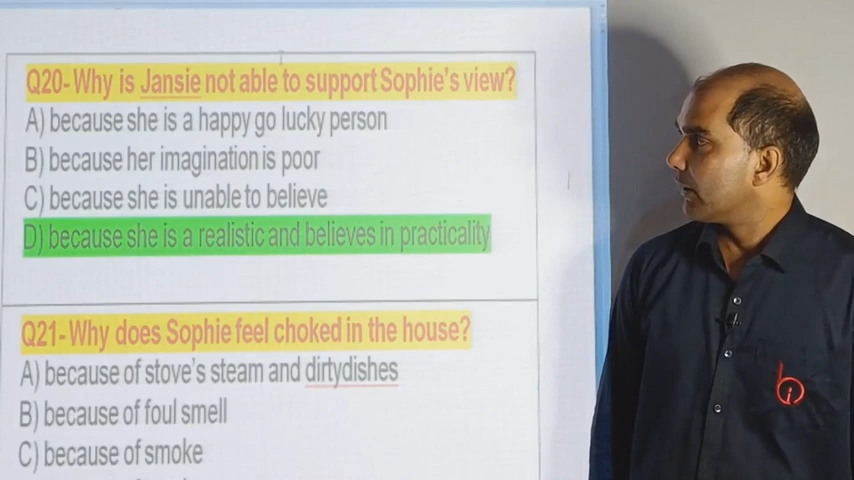 Q20- Why is Jansie not able to support Sophie's view?
A) because she is a happy go lucky person
B) because her imagination is poor
C) because she is unable to believe
D) because she is a realistic and believes in practicality
Q21- Why does Sophie feel choked in the house?
A) because of stove's steam and dirtydishes
B) because of foul smell
C) because of smoke